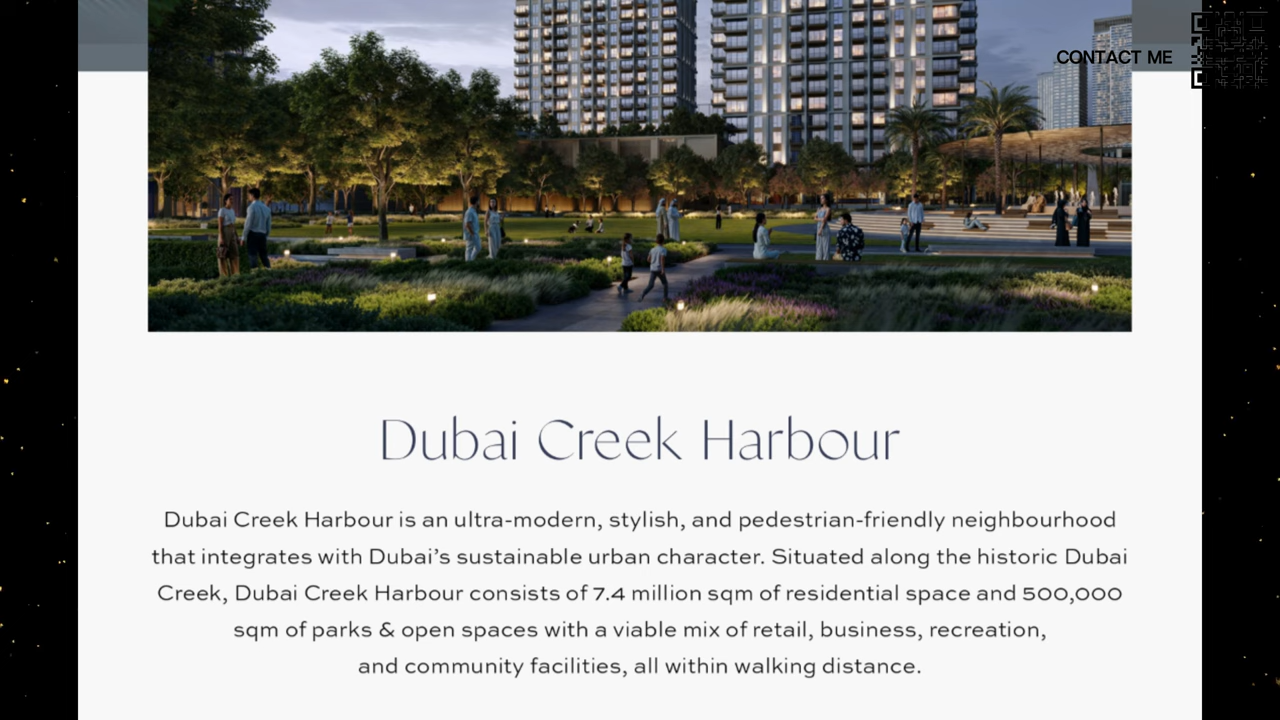 CONTACT ME
Dubai Creek Harbour
Dubai Creek Harbour is an ultra-modern, stylish, and pedestrian-friendly neighbourhood
that integrates with Dubai’s sustainable urban character. Situated along the historic Dubai
Creek, Dubai Creek Harbour consists of 7.4 million sqm of residential space and 500,000
sqm of parks & open spaces with a viable mix of retail, business, recreation,
and community facilities, all within walking distance.